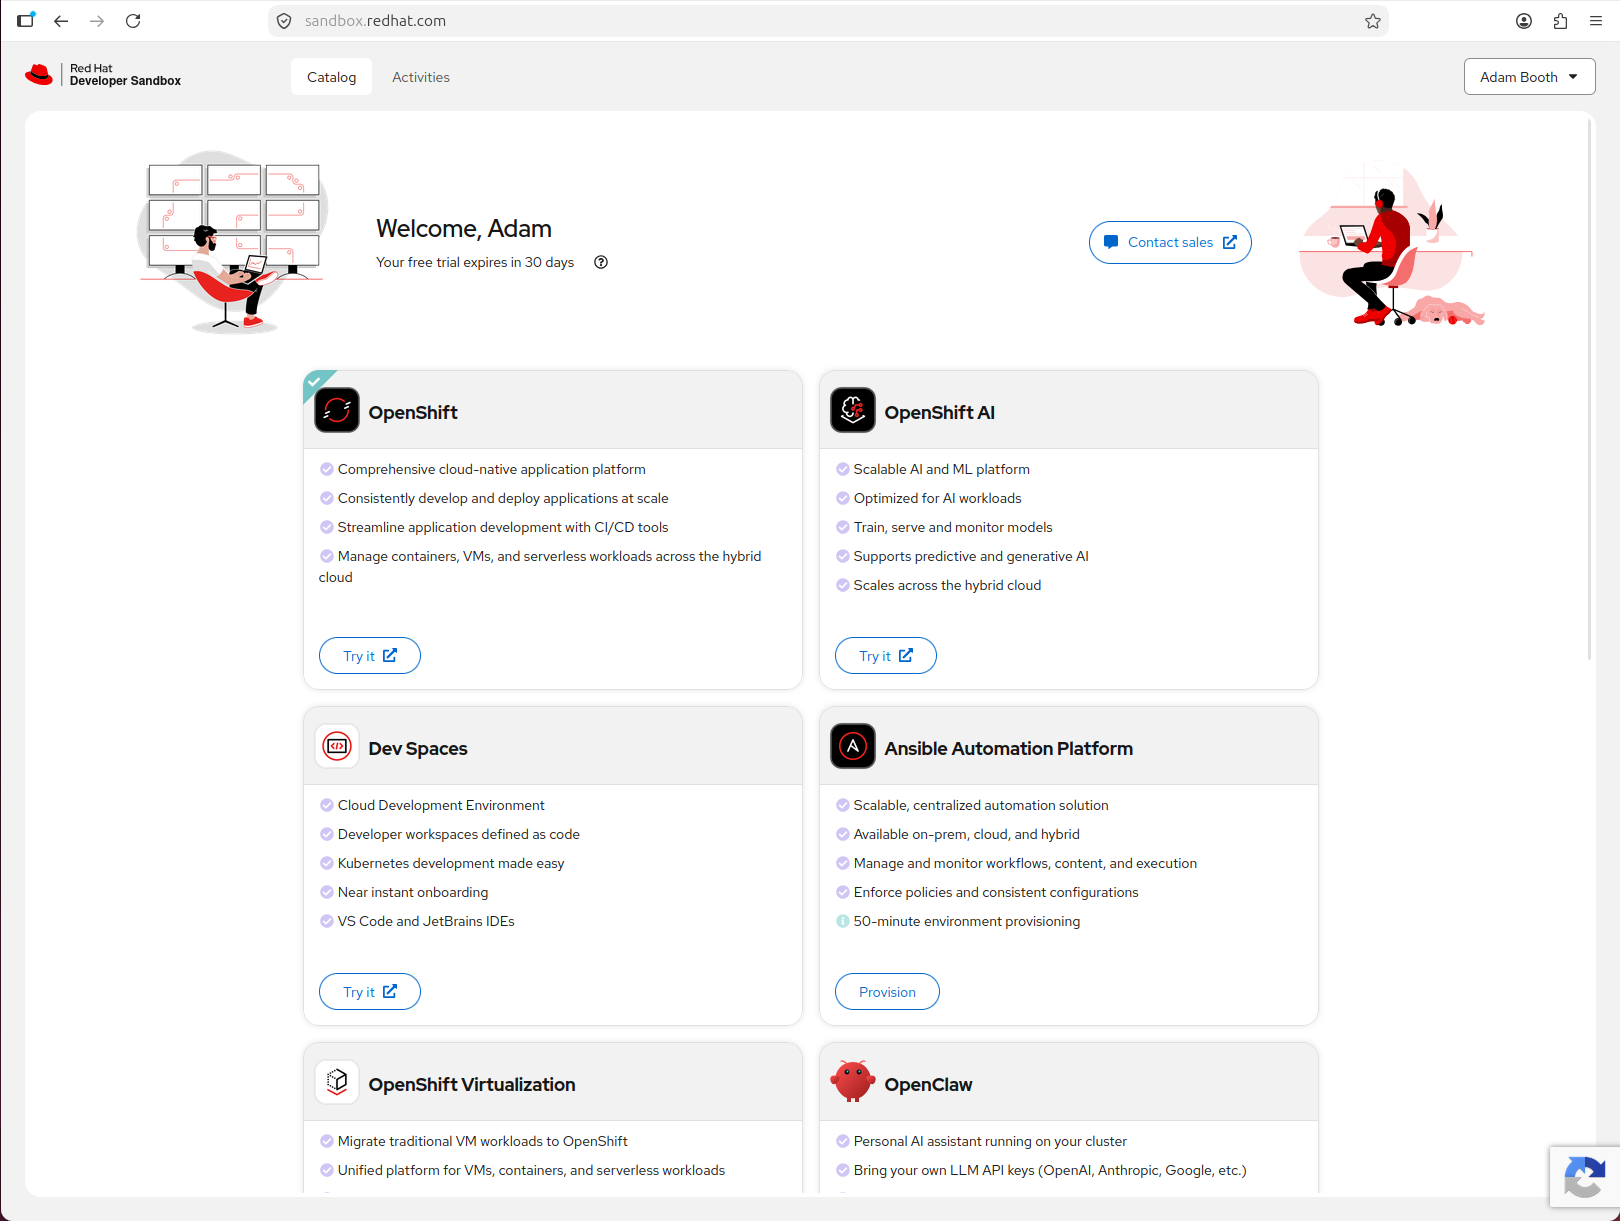 sandbox.redhat.com
Red Hat
Developer Sandbox
Catalog
Activities
Adam Booth
Welcome, Adam
Your free trial expires in 30 days
Contact sales
OpenShift
Comprehensive cloud-native application platform
Consistently develop and deploy applications at scale
Streamline application development with CI/CD tools
Manage containers, VMs, and serverless workloads across the hybrid
cloud
Try it
OpenShift AI
Scalable AI and ML platform
Optimized for AI workloads
Train, serve and monitor models
Supports predictive and generative AI
Scales across the hybrid cloud
Try it
Dev Spaces
Cloud Development Environment
Developer workspaces defined as code
Kubernetes development made easy
Near instant onboarding
VS Code and JetBrains IDEs
Try it
Ansible Automation Platform
Scalable, centralized automation solution
Available on-prem, cloud, and hybrid
Manage and monitor workflows, content, and execution
Enforce policies and consistent configurations
50-minute environment provisioning
Provision
OpenShift Virtualization
Migrate traditional VM workloads to OpenShift
Unified platform for VMs, containers, and serverless workloads
OpenClaw
Personal AI assistant running on your cluster
Bring your own LLM API keys (OpenAI, Anthropic, Google, etc.)